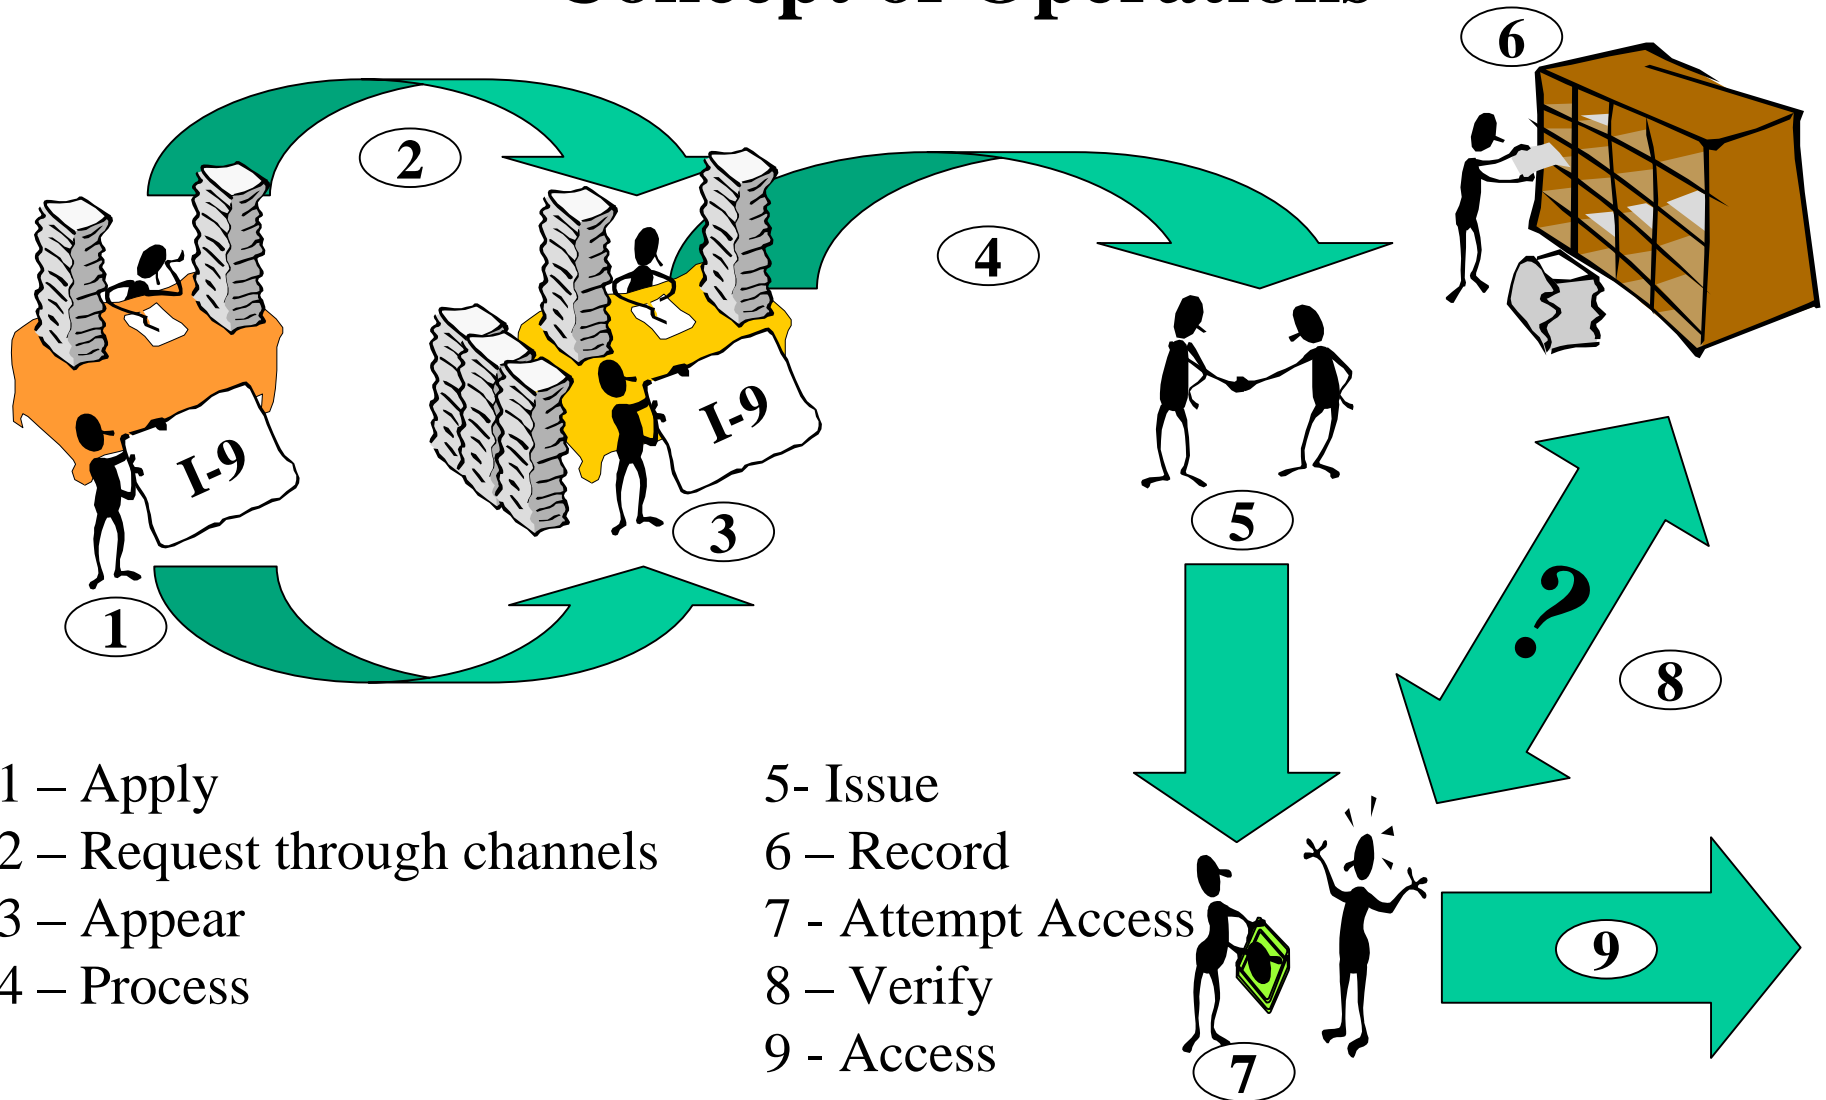 Concept of Operations
6
2
4
I-9
I-9
5
3
1
?
8
1 – Apply
2 – Request through channels
3 – Appear
4 – Process
5- Issue
6 – Record
7 - Attempt Access
8 – Verify
9 - Access
9
7